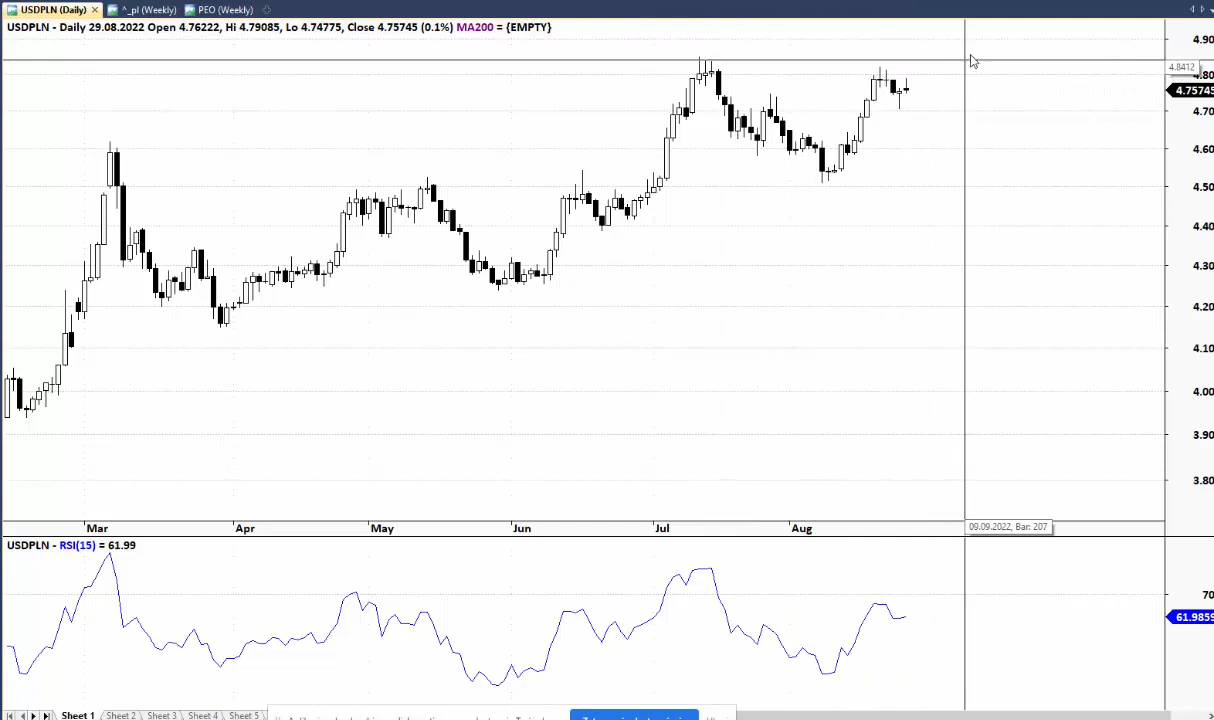 USDPLN (Daily) ^_pl (Weekly) PEO (Weekly)
USDPLN - Daily 29.08.2022 Open 4.76222, Hi 4.79085, Lo 4.74775, Close 4.75745 (0.1%) MA200 = {EMPTY}
4.90
4.8412
4.80
4.75745
4.70
4.60
4.50
4.40
4.30
4.20
4.10
4.00
3.90
3.80
Mar Apr May Jun Jul Aug
09.09.2022, Bar: 207
USDPLN - RSI(15) = 61.99
70
61.9859
Sheet 1 Sheet 2 Sheet 3 Sheet 4 Sheet 5